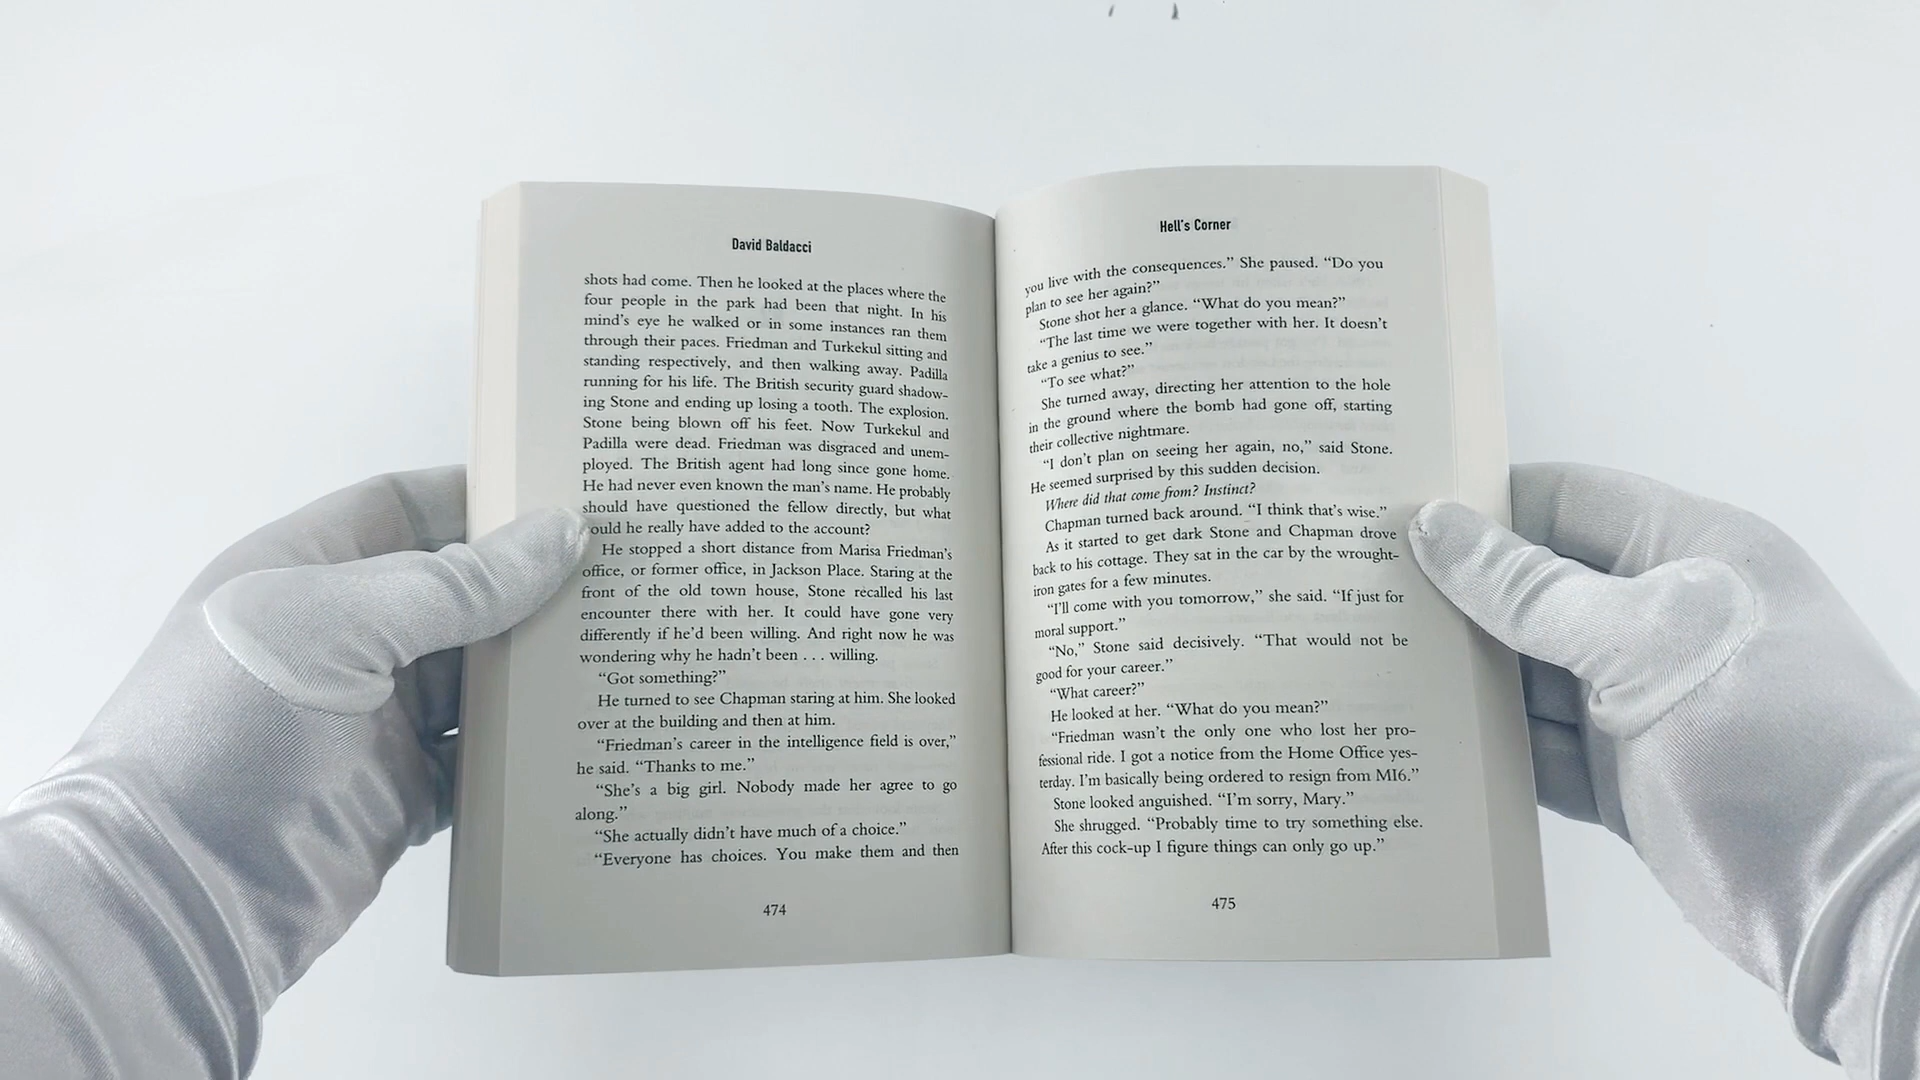 David Baldacci
shots had come. Then he looked at the places where the
four people in the park had been that night. In his
mind's eye he walked or in some instances ran them
through their paces. Friedman and Turkekul sitting and
standing respectively, and then walking away. Padilla
running for his life. The British security guard shadow-
ing Stone and ending up losing a tooth. The explosion.
Stone being blown off his feet. Now Turkekul and
Padilla were dead. Friedman was disgraced and unem-
ployed. The British agent had long since gone home.
He had never even known the man's name. He probably
should have questioned the fellow directly, but what
ould he really have added to the account?
He stopped a short distance from Marisa Friedman's
office, or former office, in Jackson Place. Staring at the
front of the old town house, Stone recalled his last
encounter there with her. It could have gone very
differently if he'd been willing. And right now he was
wondering why he hadn't been . . . willing.
“Got something?”
He turned to see Chapman staring at him. She looked
over at the building and then at him.
“Friedman's career in the intelligence field is over,”
he said. “Thanks to me.”
“She's a big girl. Nobody made her agree to go
along.”
“She actually didn't have much of a choice.”
“Everyone has choices. You make them and then
474
Hell's Corner
you live with the consequences.” She paused. “Do you
plan to see her again?”
Stone shot her a glance. “What do you mean?”
“The last time we were together with her. It doesn't
take a genius to see.”
“To see what?”
She turned away, directing her attention to the hole
in the ground where the bomb had gone off, starting
their collective nightmare.
“I don't plan on seeing her again, no,” said Stone.
He seemed surprised by this sudden decision.
Where did that come from? Instinct?
Chapman turned back around. “I think that's wise.”
As it started to get dark Stone and Chapman drove
back to his cottage. They sat in the car by the wrought-
iron gates for a few minutes.
“I'll come with you tomorrow,” she said. “If just for
moral support.”
“No,” Stone said decisively. “That would not be
good for your career.”
“What career?”
He looked at her. “What do you mean?”
“Friedman wasn't the only one who lost her pro-
fessional ride. I got a notice from the Home Office yes-
terday. I'm basically being ordered to resign from MI6.”
Stone looked anguished. “I'm sorry, Mary.”
She shrugged. “Probably time to try something else.
After this cock-up I figure things can only go up.”
475